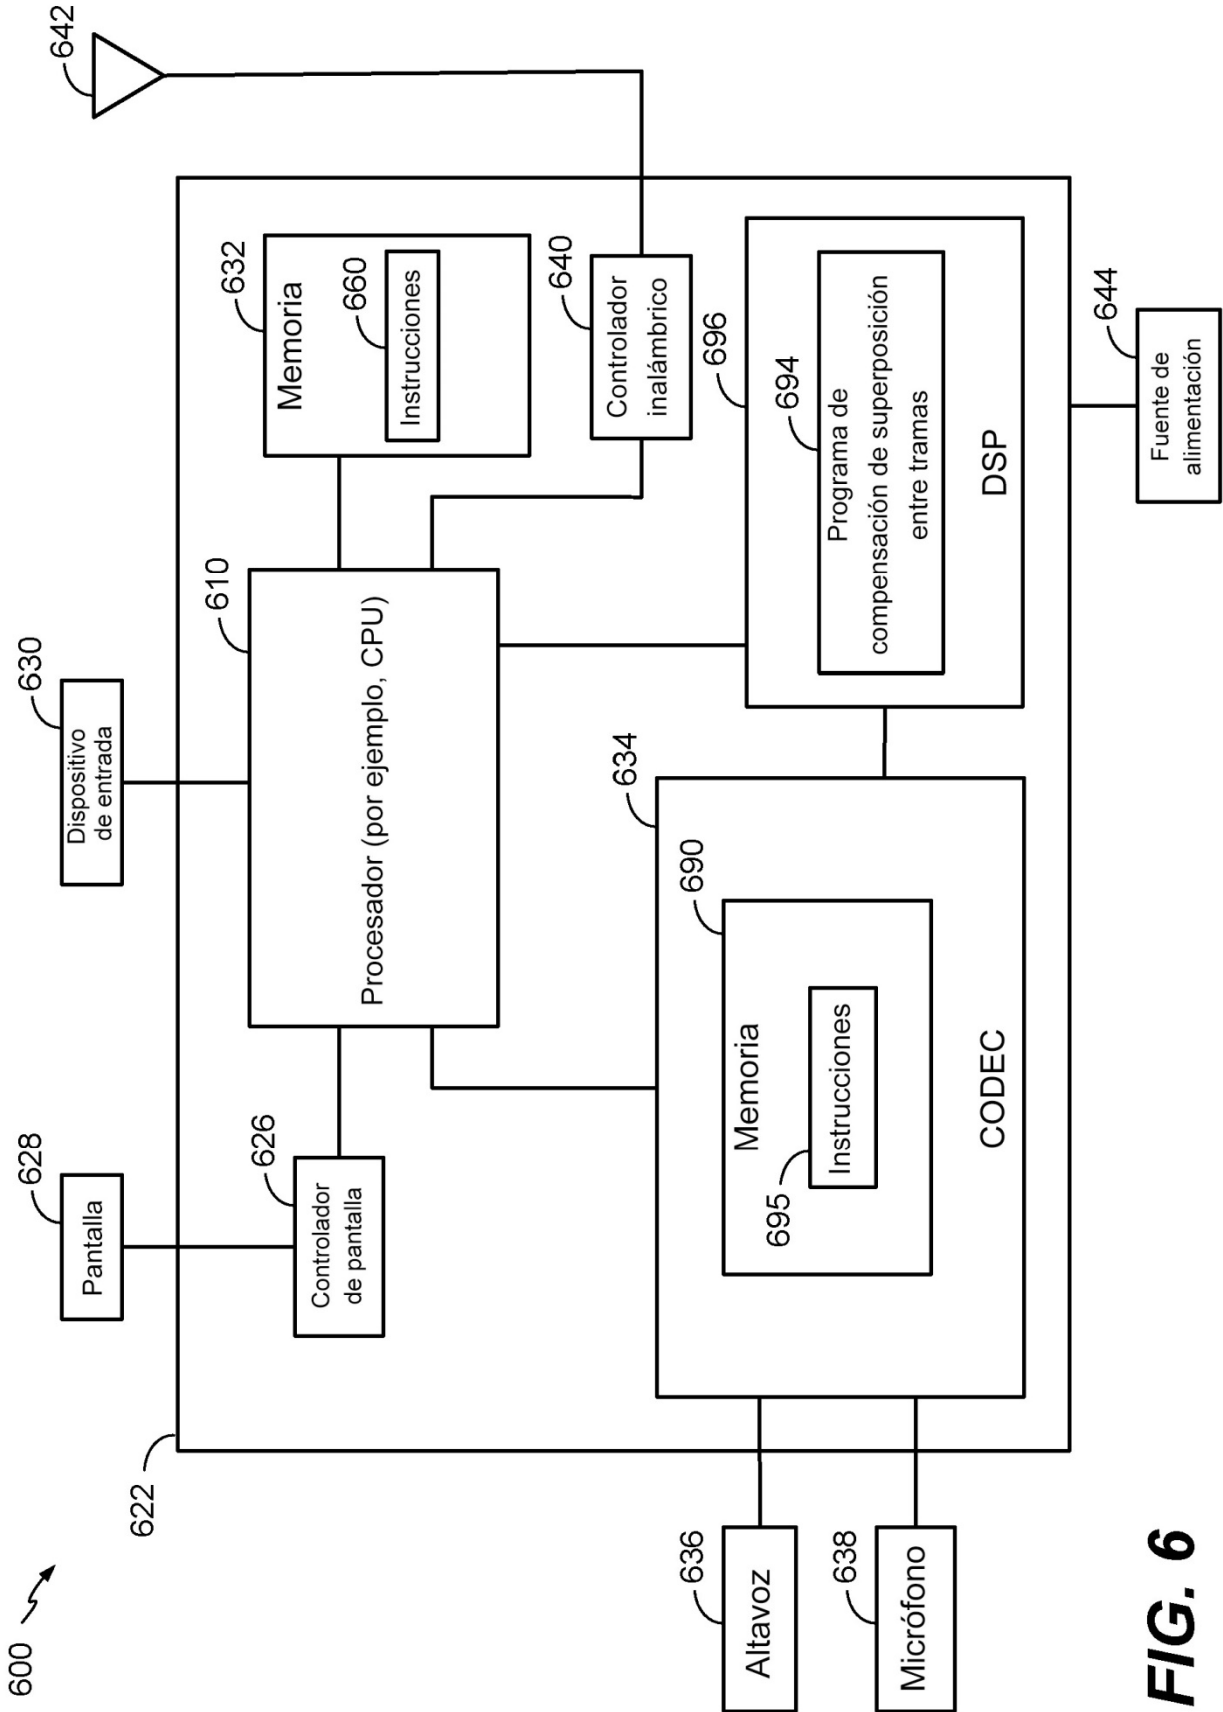 600
622
628
Pantalla
630
Dispositivo
de entrada
642
626
Controlador
de pantalla
610
Procesador (por ejemplo, CPU)
632
Memoria
660
Instrucciones
640
Controlador
inalámbrico
634
690
Memoria
695
Instrucciones
CODEC
696
694
Programa de
compensación de superposición
entre tramas
DSP
636
Altavoz
638
Micrófono
644
Fuente de
alimentación
FIG. 6